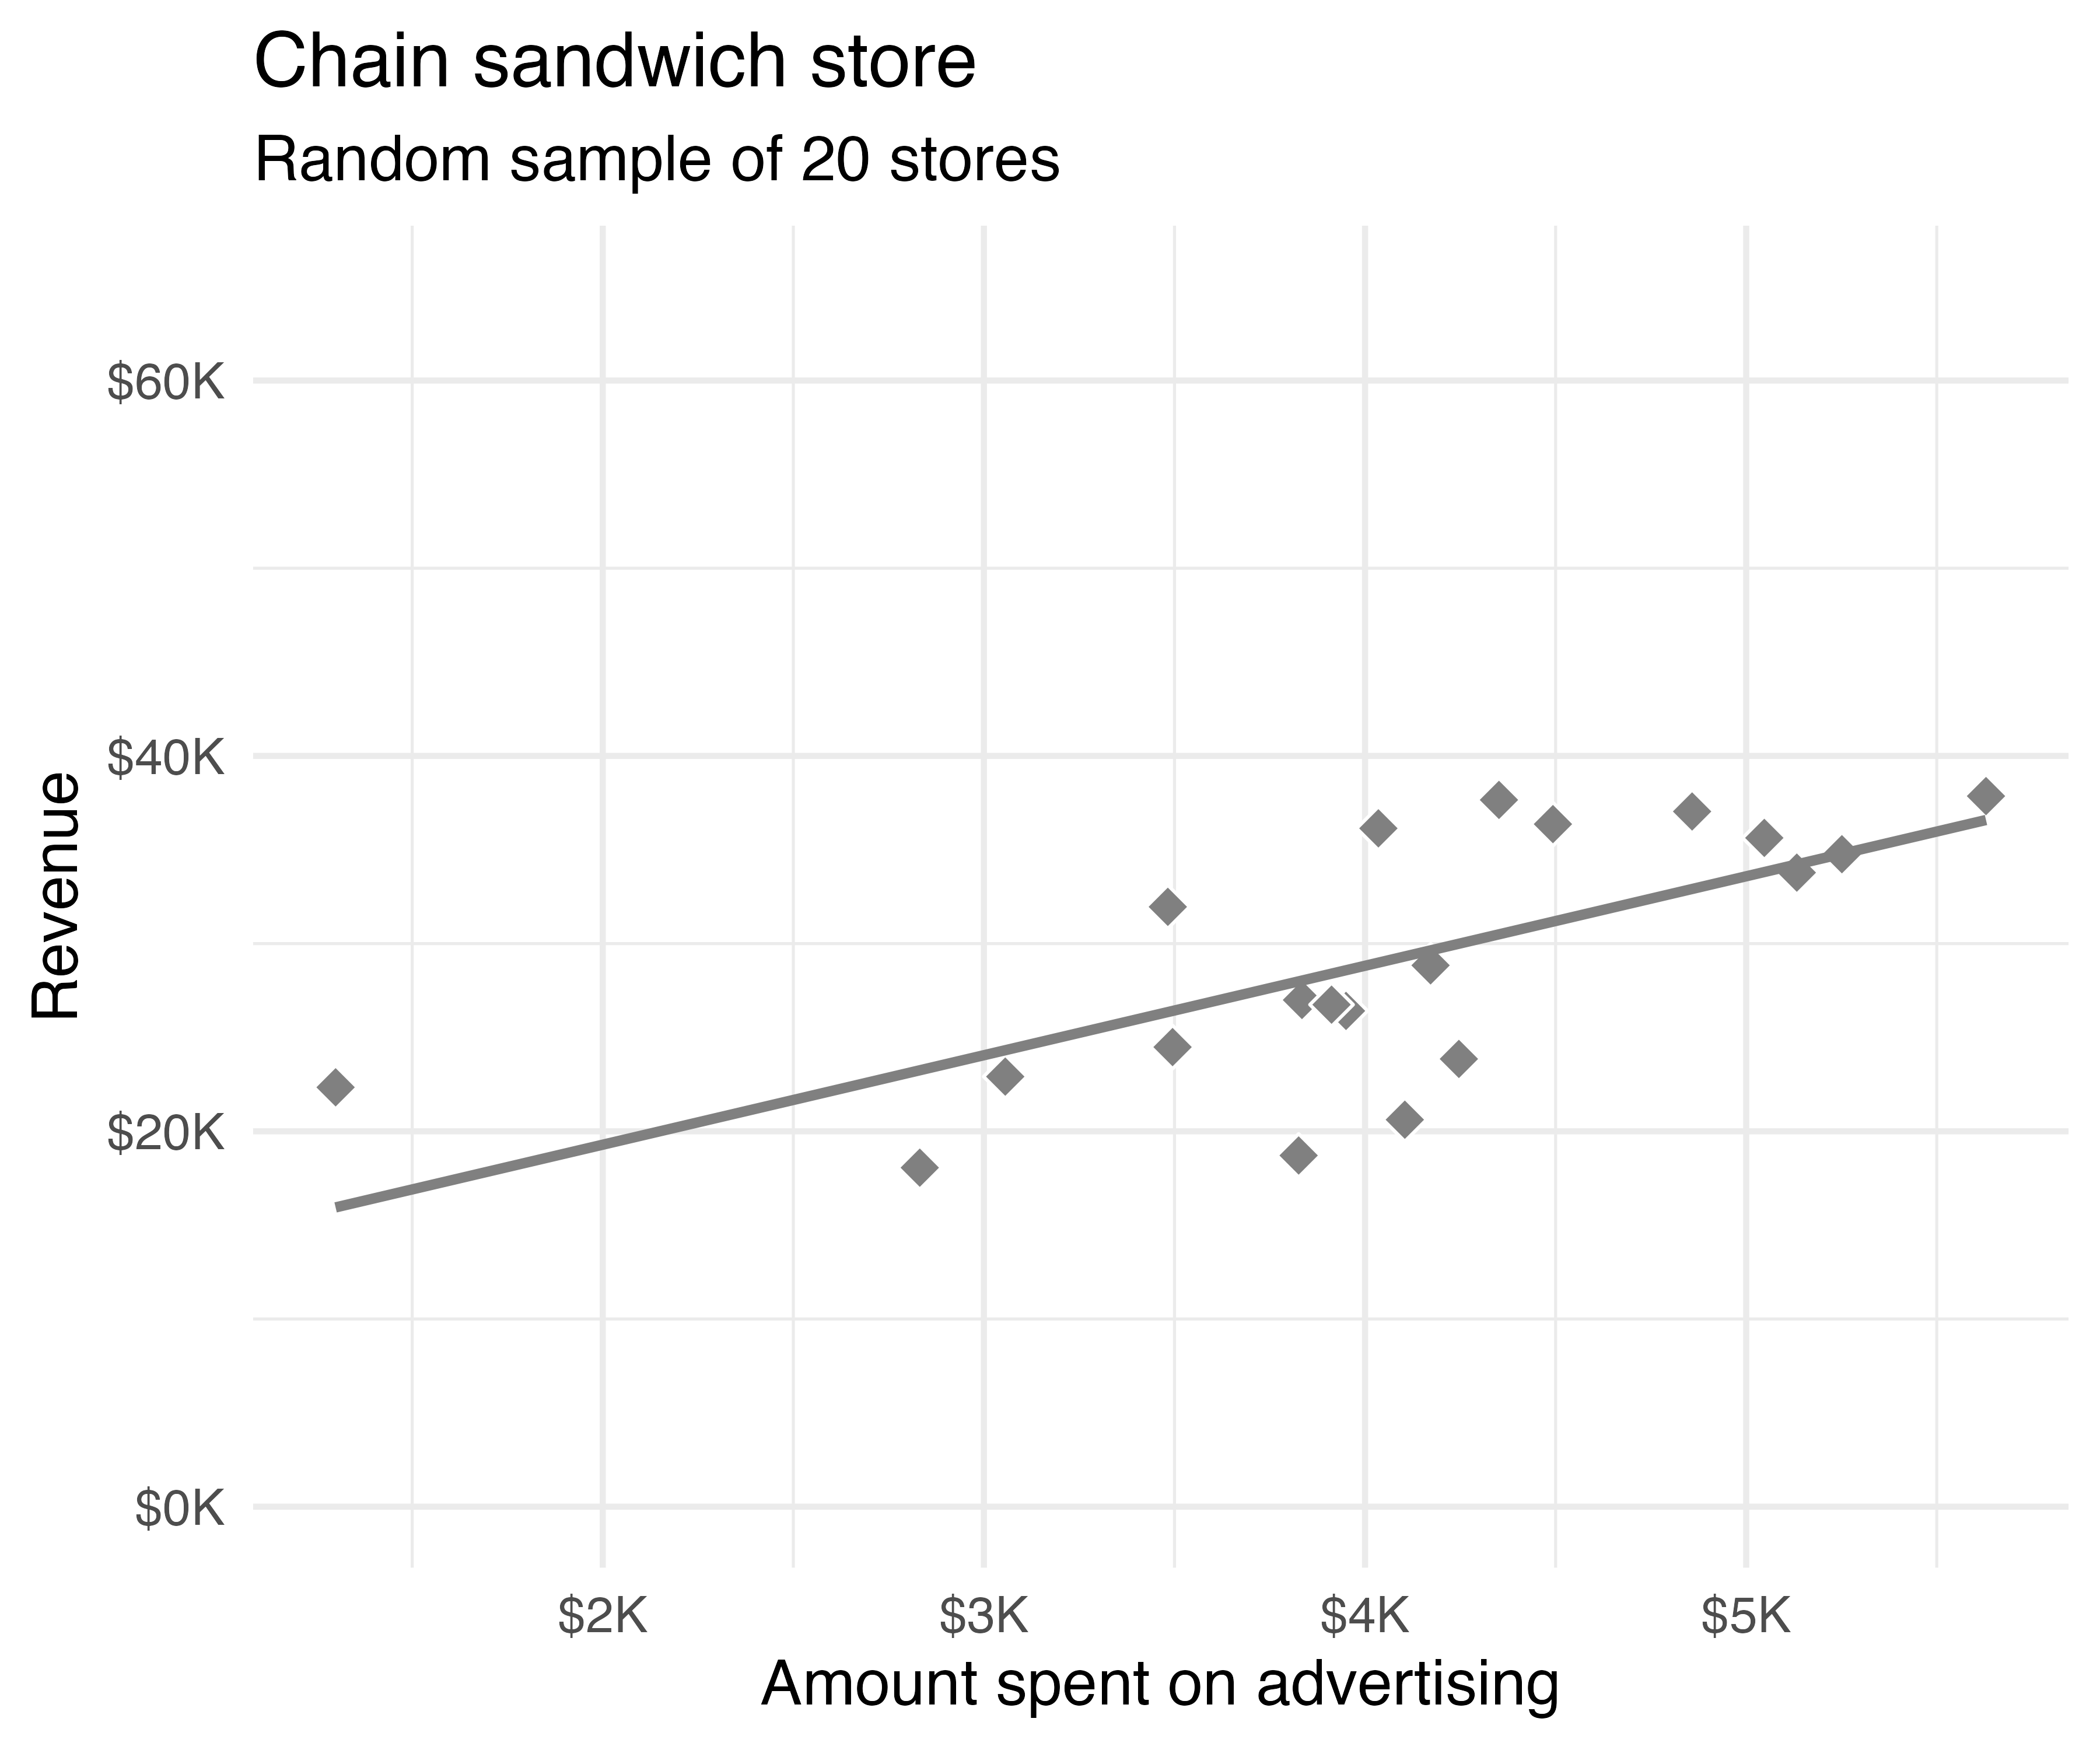 Chain sandwich store
Random sample of 20 stores
$60K
$40K
$20K
$0K
Revenue
$2K $3K $4K $5K
Amount spent on advertising